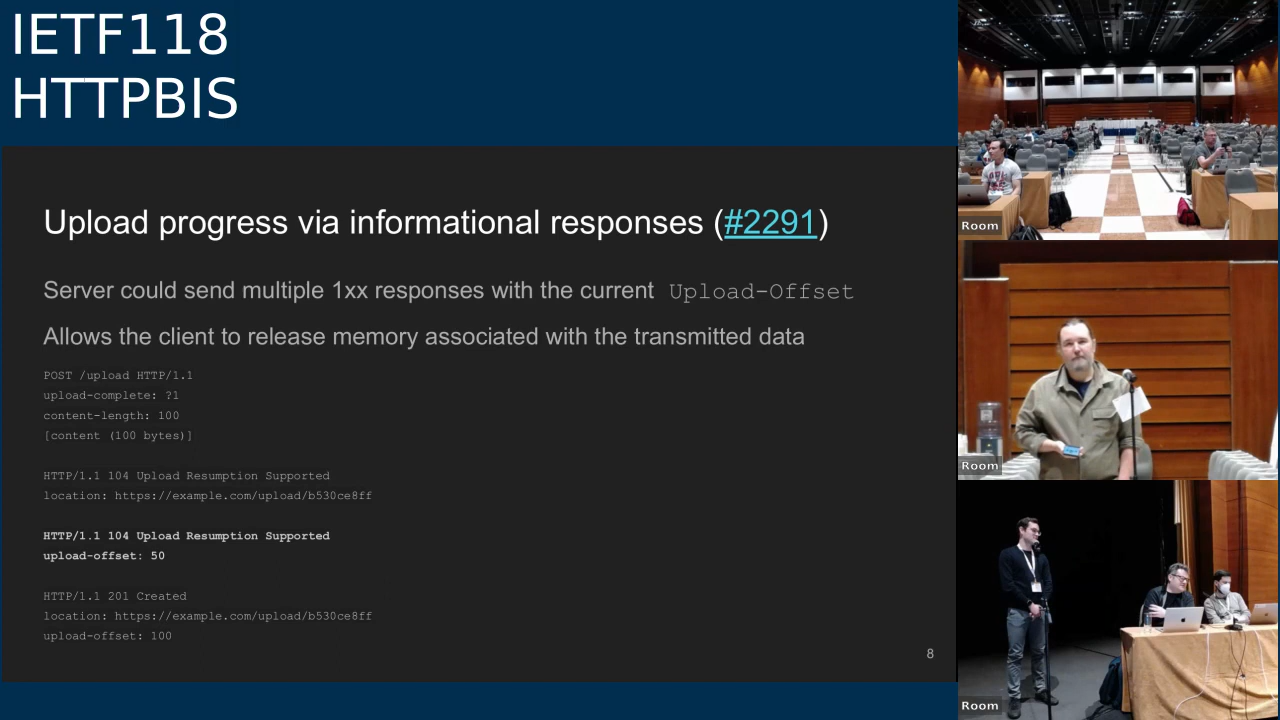 IETF118
HTTPBIS
Upload progress via informational responses (#2291)
Server could send multiple 1xx responses with the current Upload-Offset
Allows the client to release memory associated with the transmitted data
POST /upload HTTP/1.1
upload-complete: ?1
content-length: 100
[content (100 bytes)]
HTTP/1.1 104 Upload Resumption Supported
location: https://example.com/upload/b530ce8ff
HTTP/1.1 104 Upload Resumption Supported
upload-offset: 50
HTTP/1.1 201 Created
location: https://example.com/upload/b530ce8ff
upload-offset: 100
8
Room
Room
Room